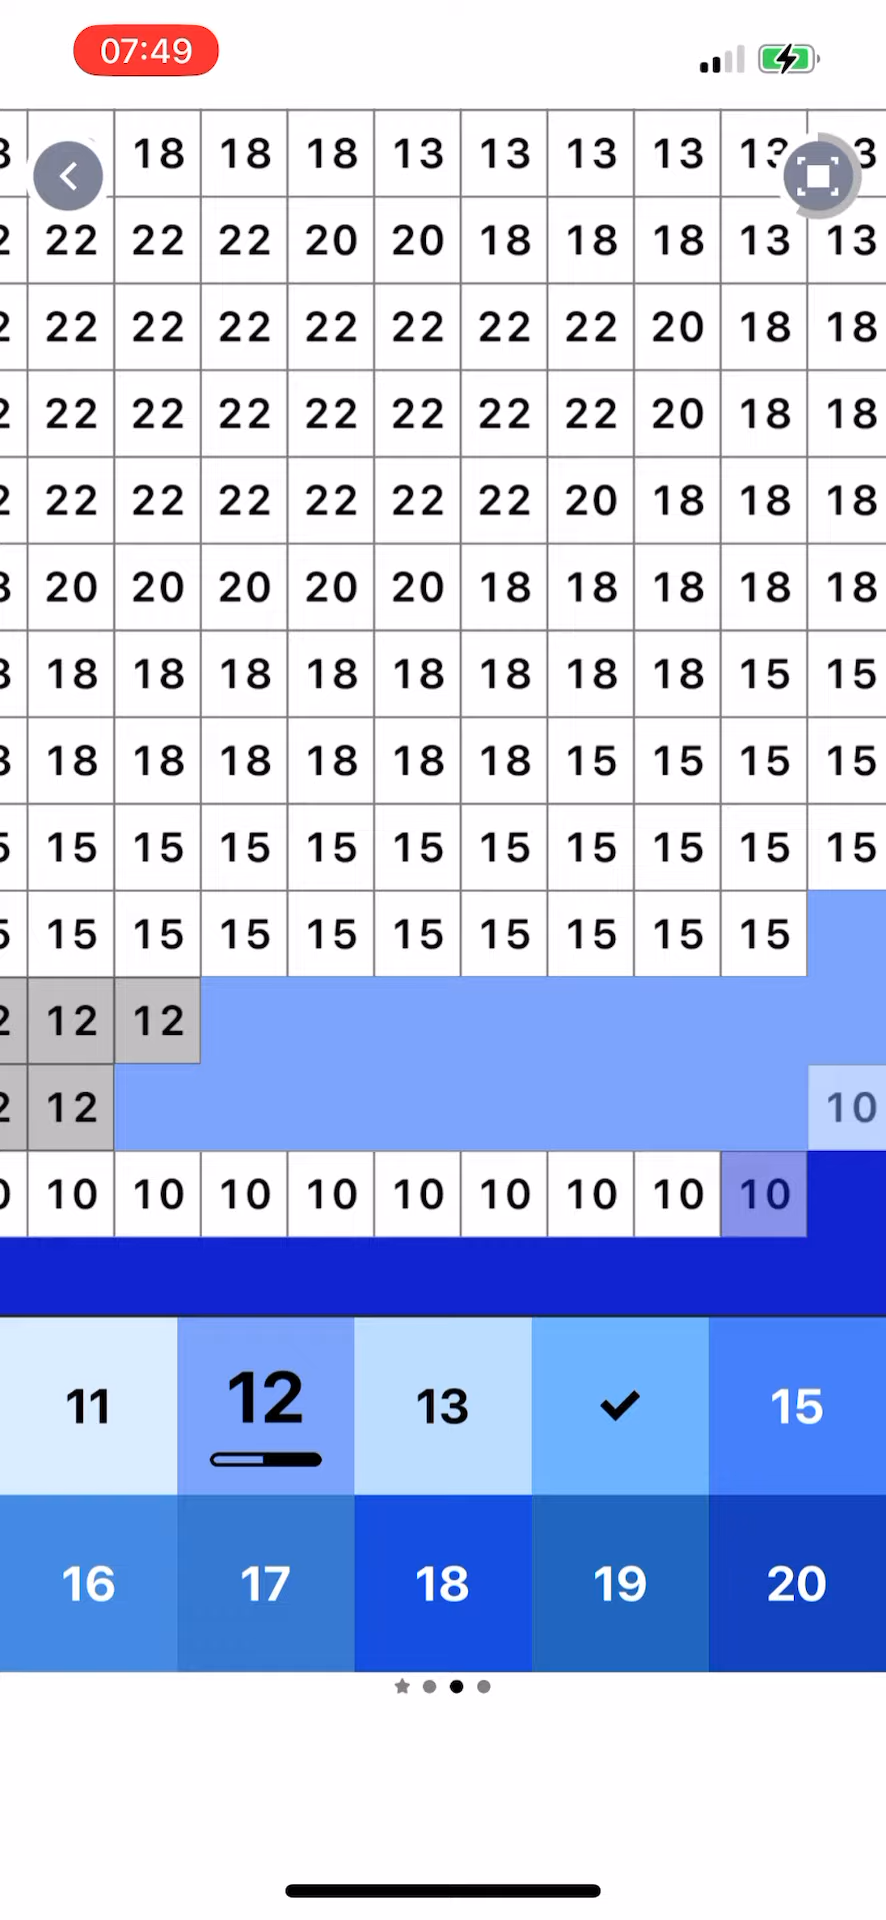 07:49
18 18 18 13 13 13 13 13 3
22 22 22 20 20 18 18 18 13 13
22 22 22 22 22 22 22 20 18 18
22 22 22 22 22 22 22 20 18 18
22 22 22 22 22 22 20 18 18 18
20 20 20 20 20 18 18 18 18 18
18 18 18 18 18 18 18 18 15 15
18 18 18 18 18 18 15 15 15 15
15 15 15 15 15 15 15 15 15 15
15 15 15 15 15 15 15 15 15
12 12
12 10
10 10 10 10 10 10 10 10 10
11 12 13 15
16 17 18 19 20